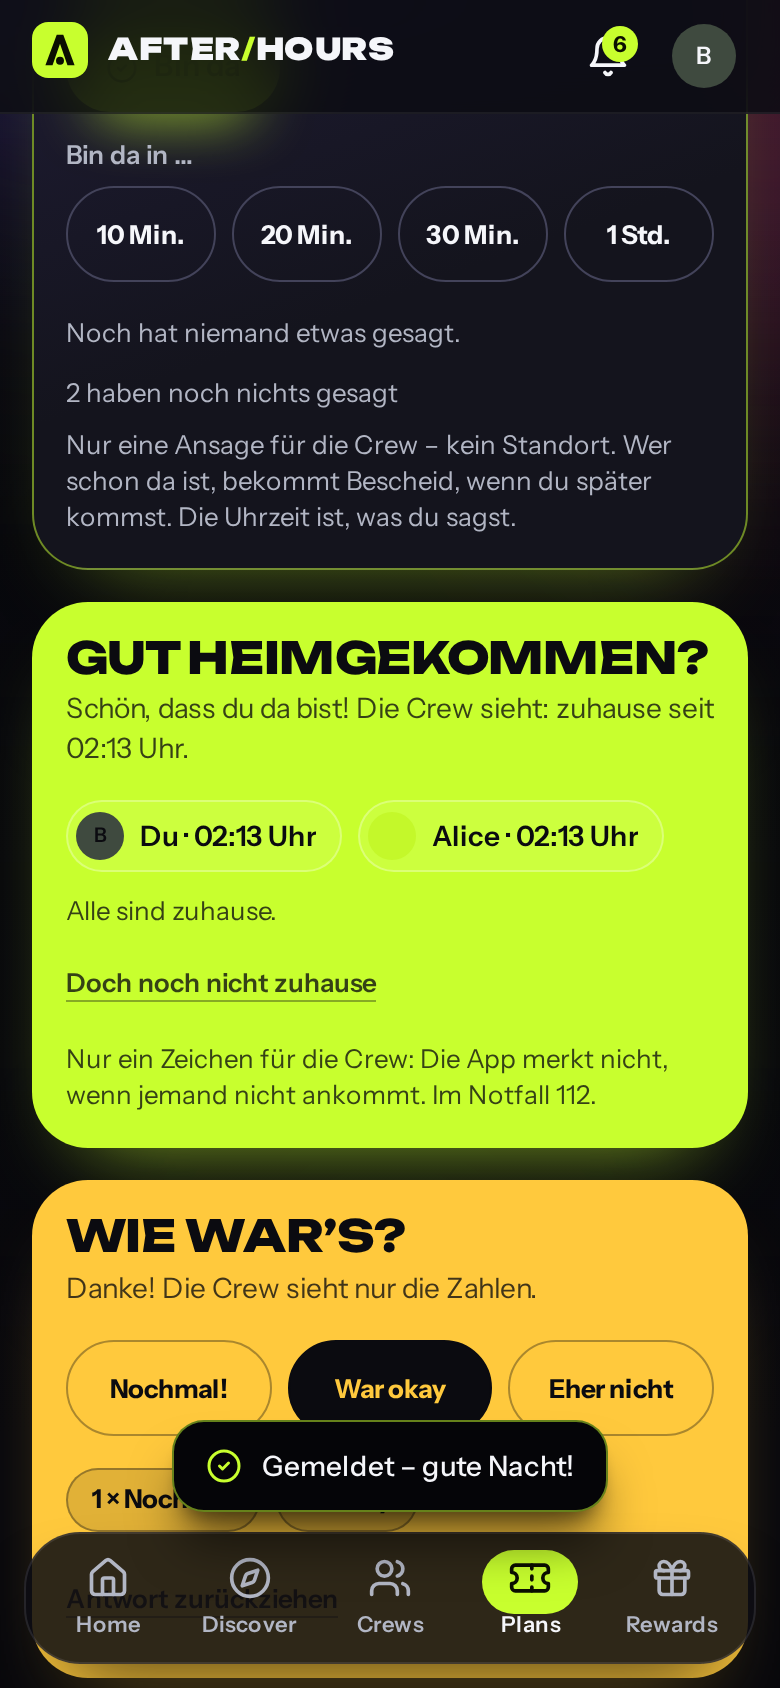 AFTER/HOURS
6
B
Bin da in ...
10 Min.
20 Min.
30 Min.
1 Std.
Noch hat niemand etwas gesagt.
2 haben noch nichts gesagt
Nur eine Ansage für die Crew – kein Standort. Wer
schon da ist, bekommt Bescheid, wenn du später
kommst. Die Uhrzeit ist, was du sagst.
GUT HEIMGEKOMMEN?
Schön, dass du da bist! Die Crew sieht: zuhause seit
02:13 Uhr.
B
Du · 02:13 Uhr
Alice · 02:13 Uhr
Alle sind zuhause.
Doch noch nicht zuhause
Nur ein Zeichen für die Crew: Die App merkt nicht,
wenn jemand nicht ankommt. Im Notfall 112.
WIE WAR’S?
Danke! Die Crew sieht nur die Zahlen.
Nochmal!
War okay
Eher nicht
Gemeldet – gute Nacht!
1 ×
Antwort zurückziehen
Home
Discover
Crews
Plans
Rewards